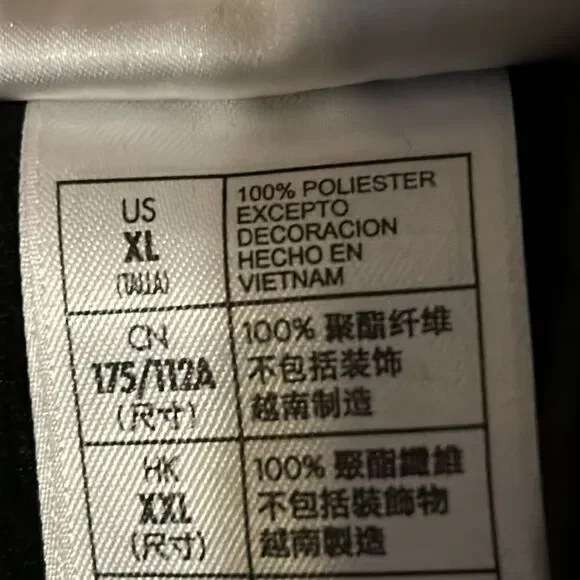 US
XL
(TALLA)
100% POLIESTER
EXCEPTO
DECORACION
HECHO EN
VIETNAM
CN
175/112A
(尺寸)
100% 聚酯纤维
不包括装饰
越南制造
HK
XXL
(尺寸)
100% 聚酯纖維
不包括裝飾物
越南製造